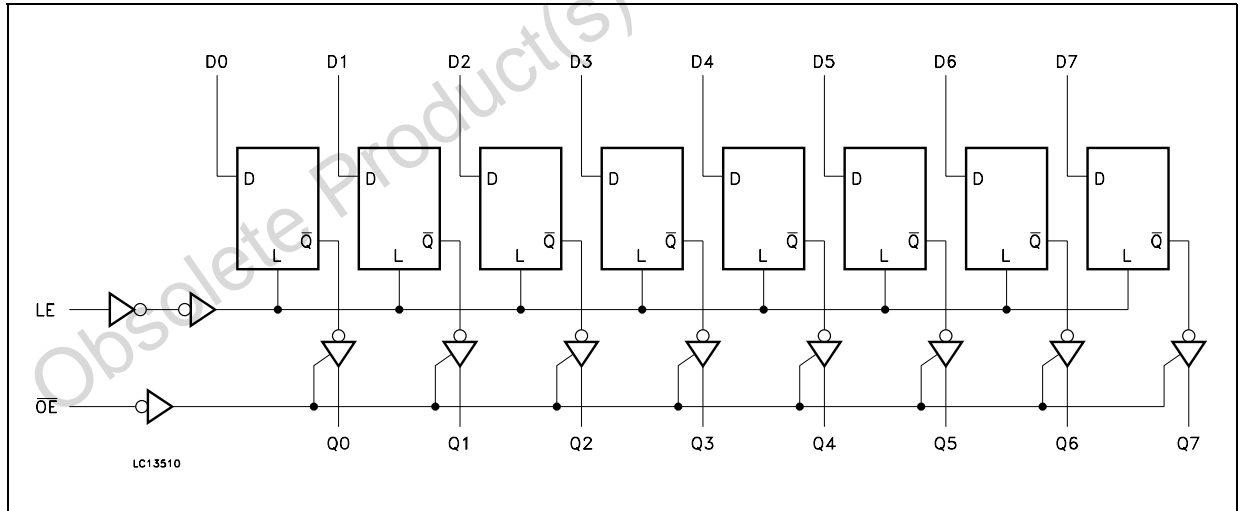 Obsolete Product(s)
D0 D1 D2 D3 D4 D5 D6 D7
D D D D D D D D
Q̅ Q̅ Q̅ Q̅ Q̅ Q̅ Q̅ Q̅
L L L L L L L L
LE
O̅E̅
Q0 Q1 Q2 Q3 Q4 Q5 Q6 Q7
LC13510